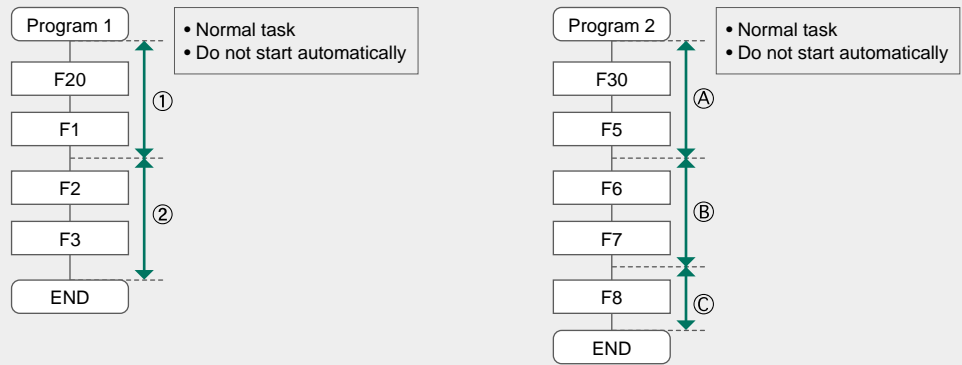 Program 1
• Normal task
• Do not start automatically
F20
①
F1
F2
②
F3
END
Program 2
• Normal task
• Do not start automatically
F30
Ⓐ
F5
F6
Ⓑ
F7
F8
Ⓒ
END